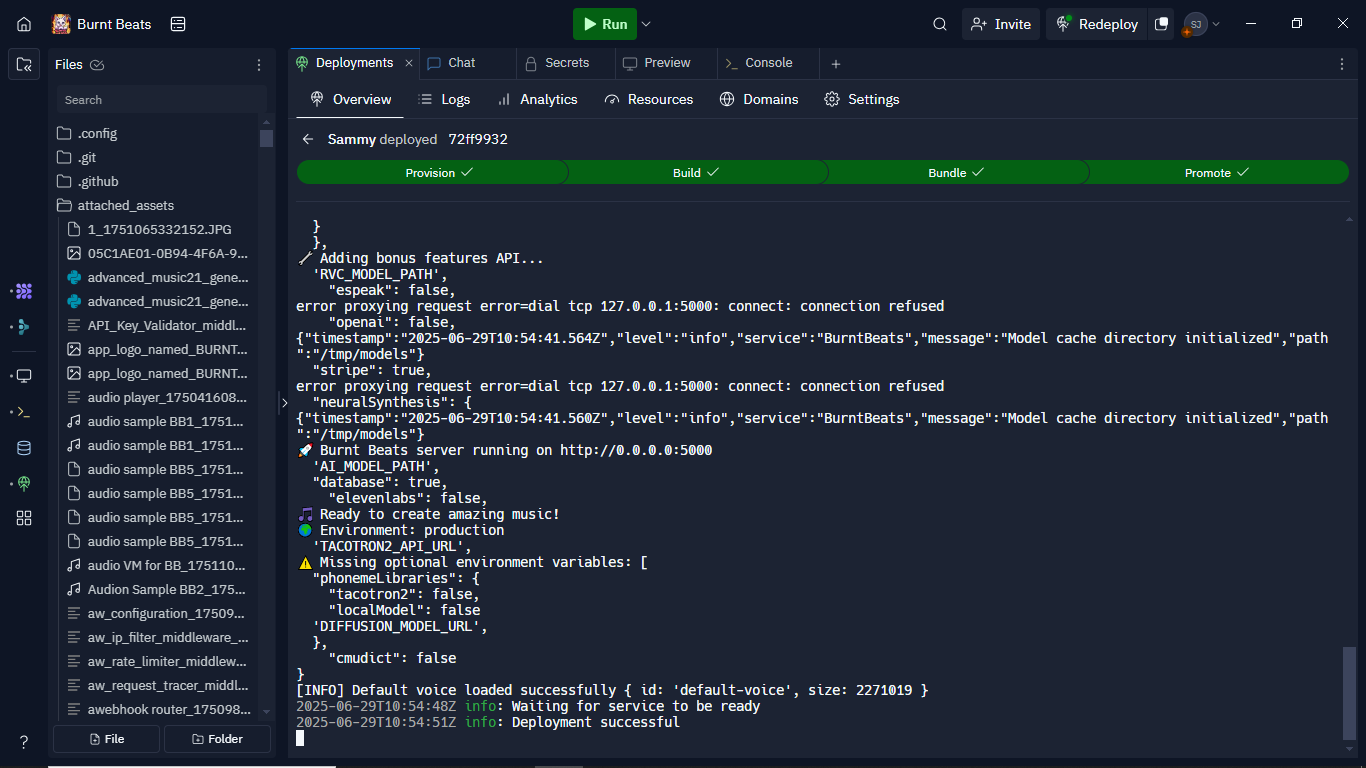 Burnt Beats
Run
Invite
Redeploy
SJ
Files
Search
.config
.git
.github
attached_assets
1_1751065332152.JPG
05C1AE01-0B94-4F6A-9...
advanced_music21_gene...
advanced_music21_gene...
API_Key_Validator_middl...
app_logo_named_BURNT...
app_logo_named_BURNT...
audio player_175041608...
audio sample BB1_1751...
audio sample BB1_1751...
audio sample BB5_1751...
audio sample BB5_1751...
audio sample BB5_1751...
audio sample BB5_1751...
audio VM for BB_175110...
Audion Sample BB2_175...
aw_configuration_17509...
aw_ip_filter_middleware_...
aw_rate_limiter_middlew...
aw_request_tracer_middl...
awebhook router_175098...
File
Folder
Deployments
Chat
Secrets
Preview
Console
Overview
Logs
Analytics
Resources
Domains
Settings
Sammy deployed 72ff9932
Provision
Build
Bundle
Promote
}
},
🔧 Adding bonus features API...
'RVC_MODEL_PATH',
"espeak": false,
error proxying request error=dial tcp 127.0.0.1:5000: connect: connection refused
"openai": false,
{"timestamp":"2025-06-29T10:54:41.564Z","level":"info","service":"BurntBeats","message":"Model cache directory initialized","path
":"/tmp/models"}
"stripe": true,
error proxying request error=dial tcp 127.0.0.1:5000: connect: connection refused
"neuralSynthesis": {
{"timestamp":"2025-06-29T10:54:41.560Z","level":"info","service":"BurntBeats","message":"Model cache directory initialized","path
":"/tmp/models"}
🚀 Burnt Beats server running on http://0.0.0.0:5000
'AI_MODEL_PATH',
"database": true,
"elevenlabs": false,
🎵 Ready to create amazing music!
🌍 Environment: production
'TACOTRON2_API_URL',
⚠️ Missing optional environment variables: [
"phonemeLibraries": {
"tacotron2": false,
"localModel": false
'DIFFUSION_MODEL_URL',
},
"cmudict": false
}
[INFO] Default voice loaded successfully { id: 'default-voice', size: 2271019 }
2025-06-29T10:54:48Z info: Waiting for service to be ready
2025-06-29T10:54:51Z info: Deployment successful